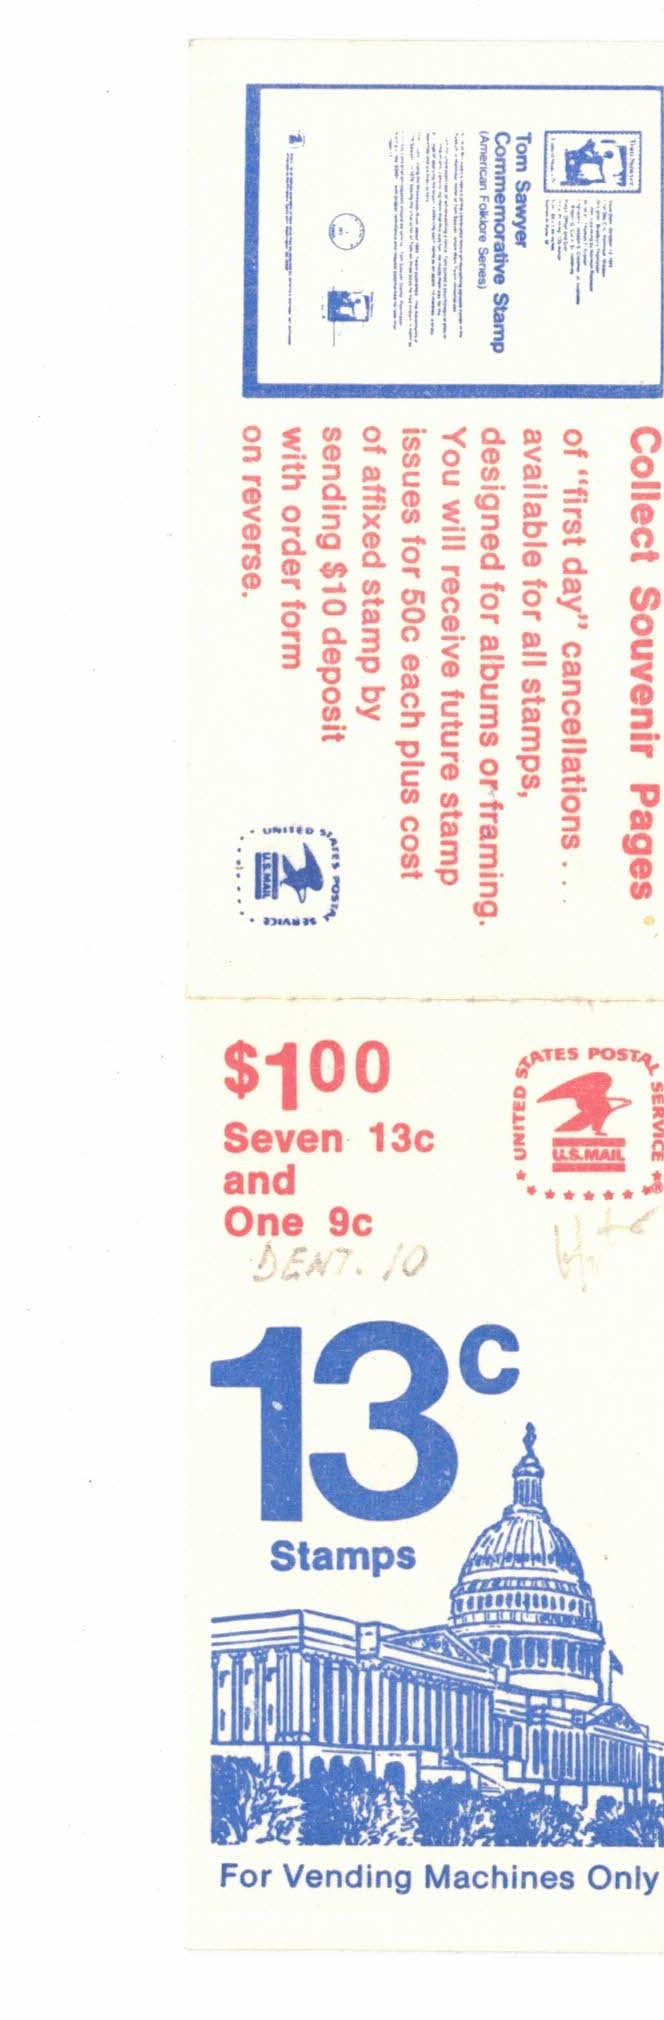 Tom Sawyer
Commemorative Stamp
(American Folklore Series)
Collect Souvenir Pages
of "first day" cancellations . . .
available for all stamps,
designed for albums or framing.
You will receive future stamp
issues for 50c each plus cost
of affixed stamp by
sending $10 deposit
with order form
on reverse.
UNITED STATES POSTAL SERVICE
U.S.MAIL
$100
Seven 13c
and
One 9c
UNITED STATES POSTAL SERVICE
U.S.MAIL
DENT. 10
13c
Stamps
For Vending Machines Only